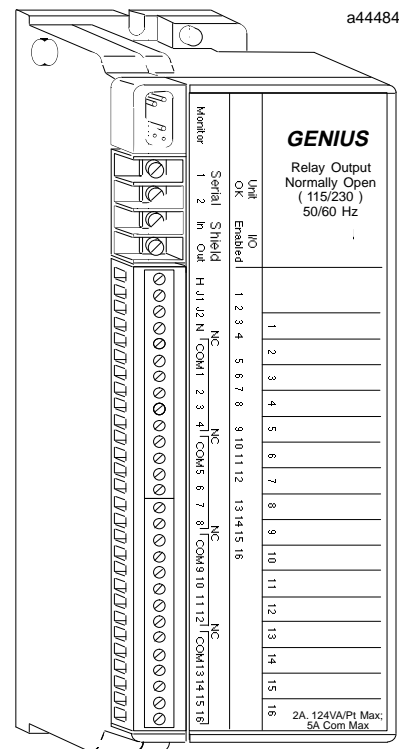 a44484
GENIUS
Relay Output
Normally Open
( 115/230 )
50/60 Hz
Monitor
Serial Shield
1 2 In Out
Unit I/O
OK Enabled
H J1 J2 N
NC
COM1 2 3 4
NC
COM5 6 7 8
NC
COM9 10 11 12
NC
COM13 14 15 16
1 2 3 4 5 6 7 8 9 10 11 12 13 14 15 16
1
2
3
4
5
6
7
8
9
10
11
12
13
14
15
16
2A. 124VA/Pt Max;
5A Com Max